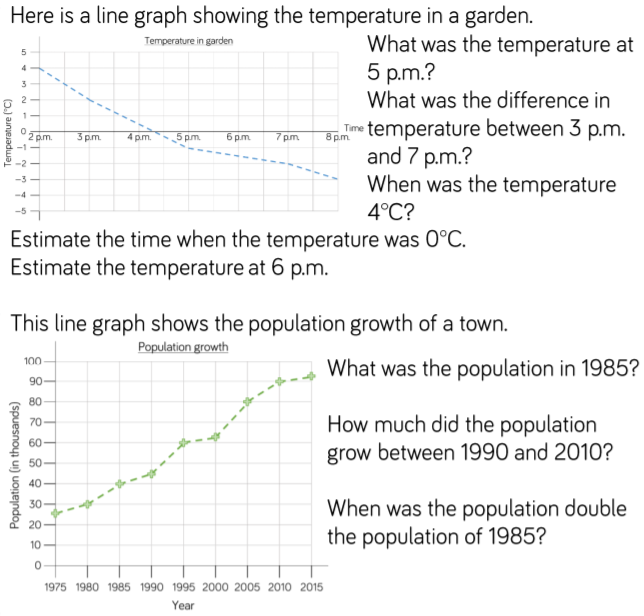 Here is a line graph showing the temperature in a garden.
Temperature in garden
Temperature (°C)
5
4
3
2
1
0
-1
-2
-3
-4
-5
2 p.m. 3 p.m. 4 p.m. 5 p.m. 6 p.m. 7 p.m. 8 p.m.
Time
What was the temperature at
5 p.m.?
What was the difference in
temperature between 3 p.m.
and 7 p.m.?
When was the temperature
4°C?
Estimate the time when the temperature was 0°C.
Estimate the temperature at 6 p.m.
This line graph shows the population growth of a town.
Population growth
Population (in thousands)
100
90
80
70
60
50
40
30
20
10
0
1975 1980 1985 1990 1995 2000 2005 2010 2015
Year
What was the population in 1985?
How much did the population
grow between 1990 and 2010?
When was the population double
the population of 1985?